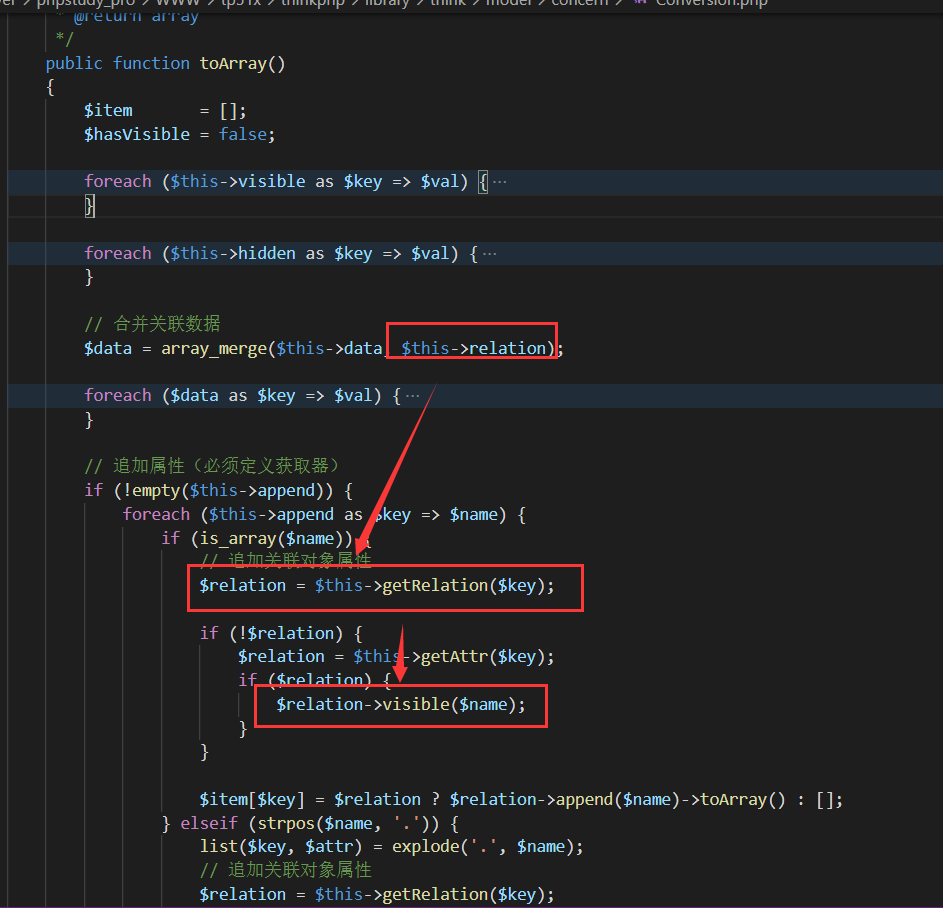 phpstudy_pro > WWW > tp51x > thinkphp > library > think > model > concern > Conversion.php
* @return array
*/
public function toArray()
{
$item = [];
$hasVisible = false;
foreach ($this->visible as $key => $val) {···
}
foreach ($this->hidden as $key => $val) {···
}
// 合并关联数据
$data = array_merge($this->data, $this->relation);
foreach ($data as $key => $val) {···
}
// 追加属性（必须定义获取器）
if (!empty($this->append)) {
foreach ($this->append as $key => $name) {
if (is_array($name)) {
// 追加关联对象属性
$relation = $this->getRelation($key);
if (!$relation) {
$relation = $this->getAttr($key);
if ($relation) {
$relation->visible($name);
}
}
$item[$key] = $relation ? $relation->append($name)->toArray() : [];
} elseif (strpos($name, '.')) {
list($key, $attr) = explode('.', $name);
// 追加关联对象属性
$relation = $this->getRelation($key);